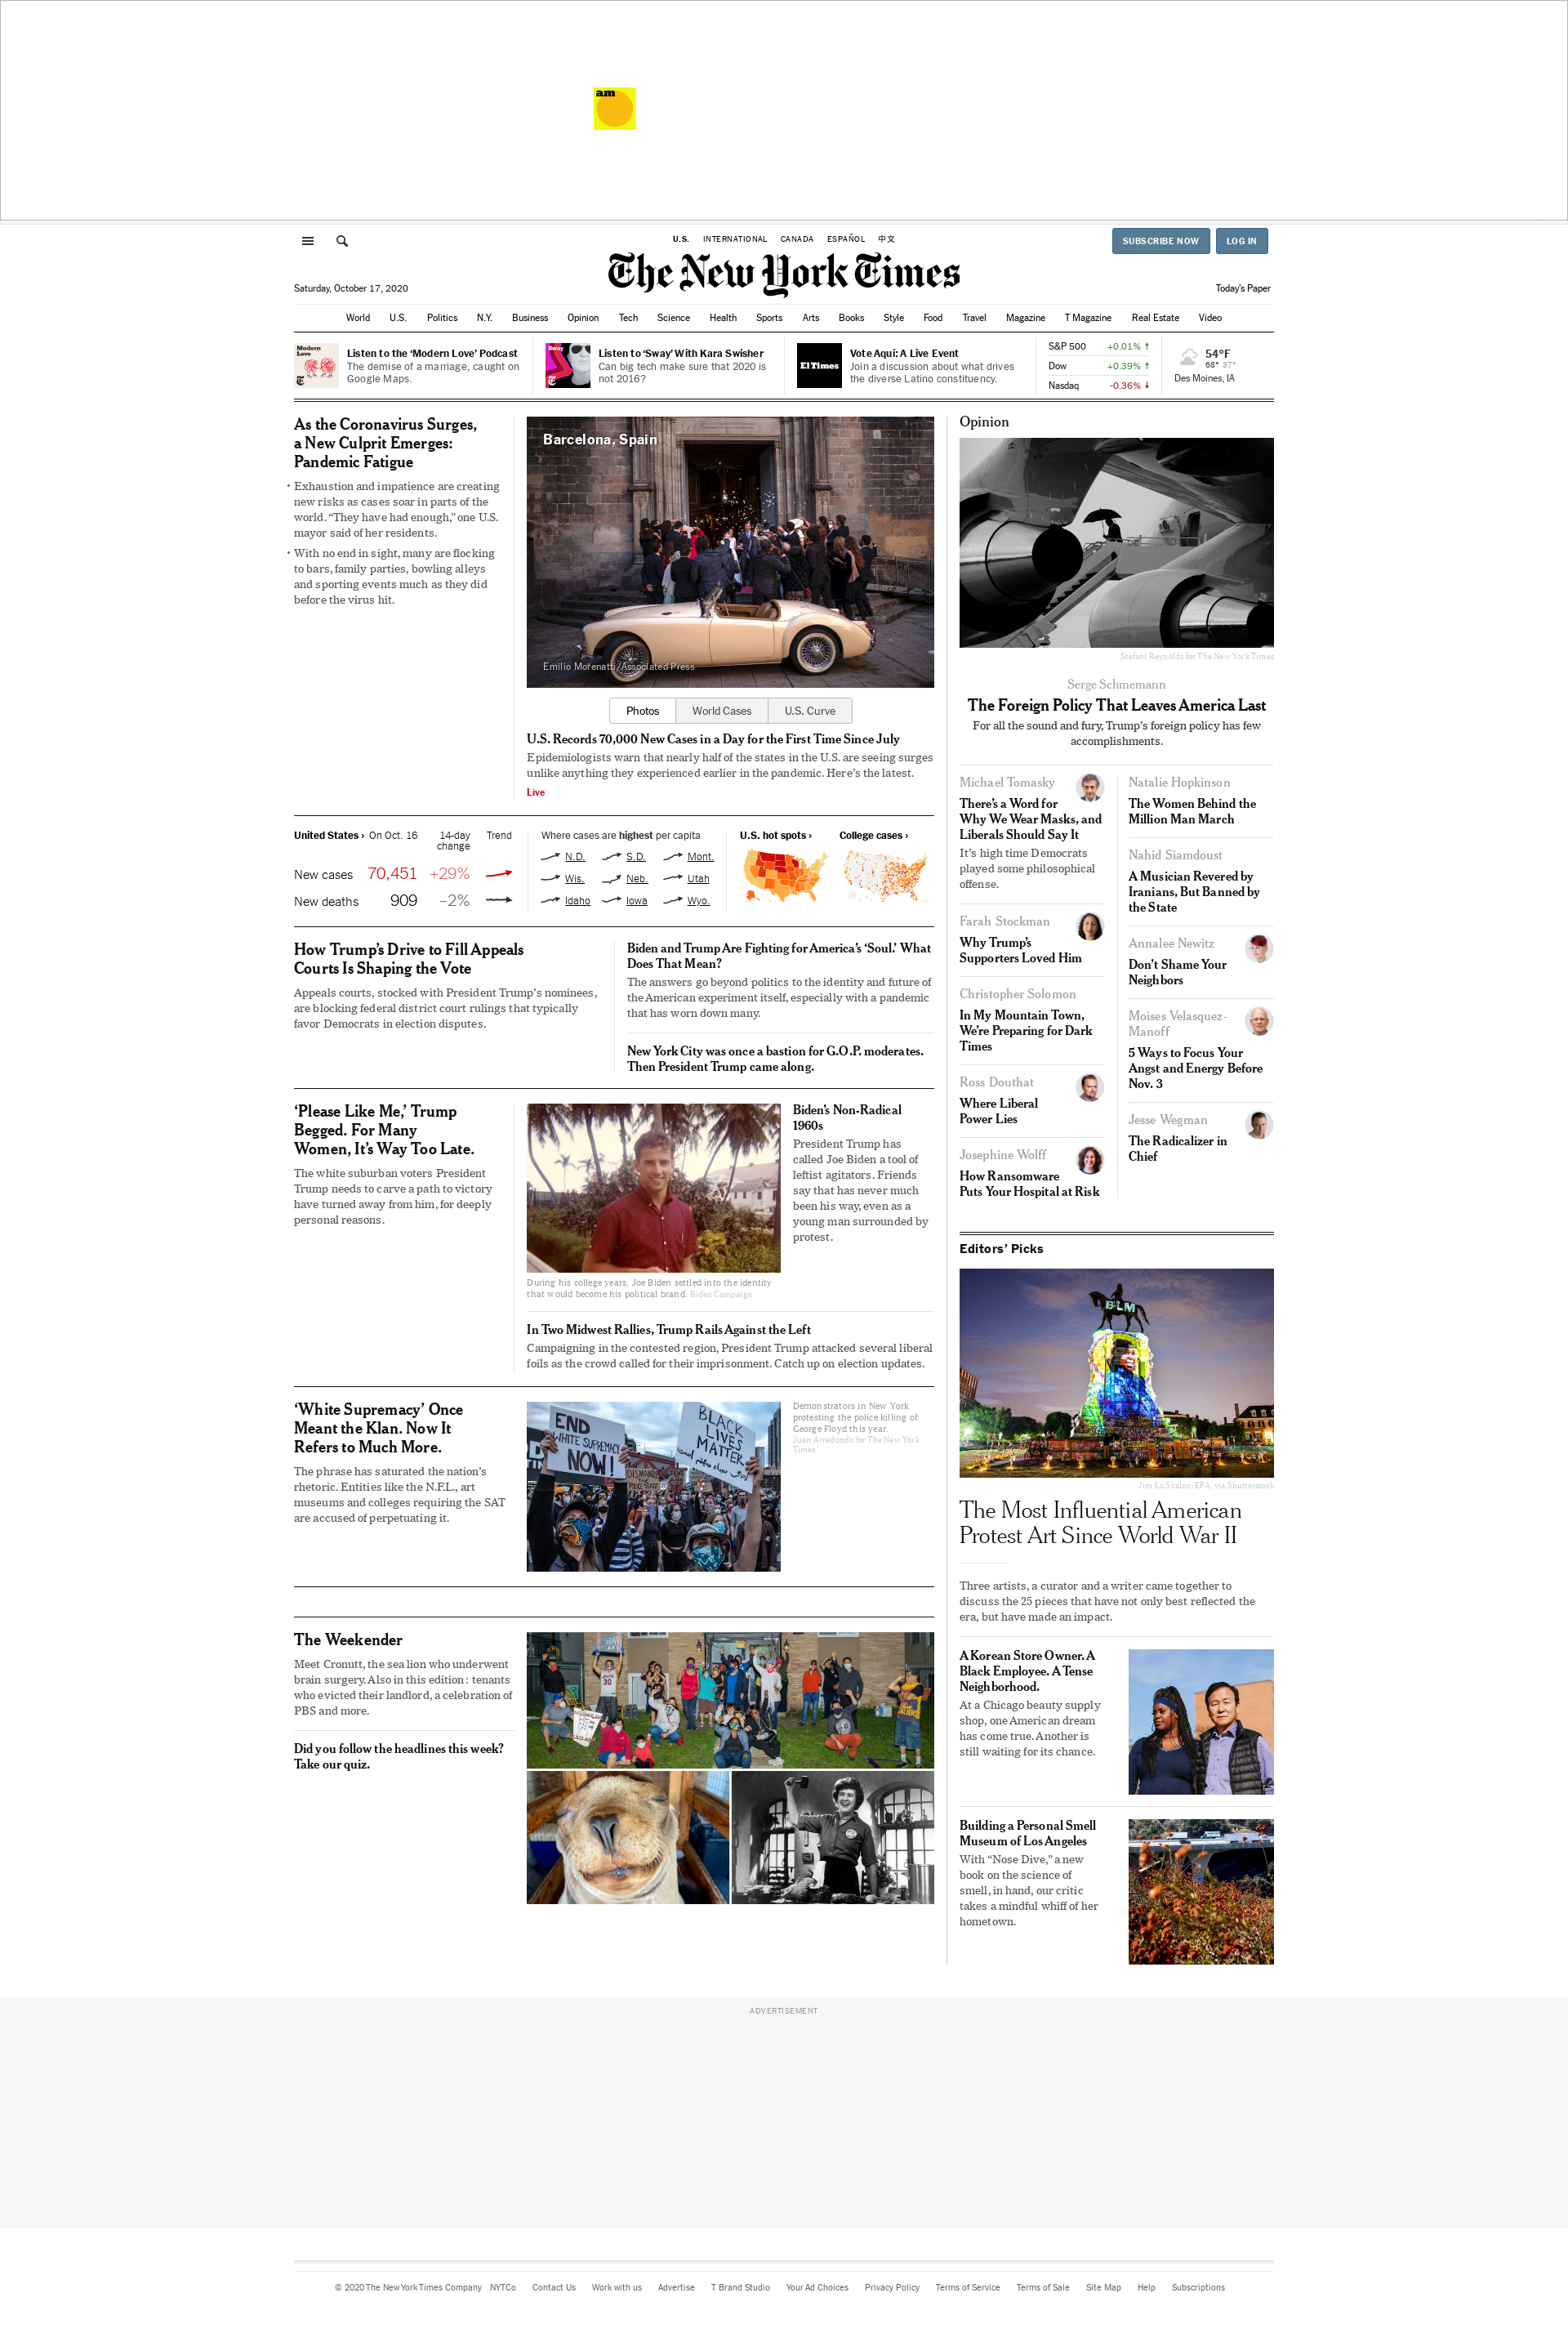 am
U.S. INTERNATIONAL CANADA ESPAÑOL 中文
SUBSCRIBE NOW LOG IN
The New York Times
Saturday, October 17, 2020
Today's Paper
World U.S. Politics N.Y. Business Opinion Tech Science Health Sports Arts Books Style Food Travel Magazine T Magazine Real Estate Video
Modern
Love
Listen to the ‘Modern Love’ Podcast
The demise of a marriage, caught on
Google Maps.
Sway
Listen to ‘Sway’ With Kara Swisher
Can big tech make sure that 2020 is
not 2016?
El Times
Vote Aquí: A Live Event
Join a discussion about what drives
the diverse Latino constituency.
S&P 500 +0.01%
Dow +0.39%
Nasdaq -0.36%
54°F
68° 37°
Des Moines, IA
As the Coronavirus Surges,
a New Culprit Emerges:
Pandemic Fatigue
• Exhaustion and impatience are creating
new risks as cases soar in parts of the
world. “They have had enough,” one U.S.
mayor said of her residents.
• With no end in sight, many are flocking
to bars, family parties, bowling alleys
and sporting events much as they did
before the virus hit.
Barcelona, Spain
Emilio Morenatti/Associated Press
Photos World Cases U.S. Curve
U.S. Records 70,000 New Cases in a Day for the First Time Since July
Epidemiologists warn that nearly half of the states in the U.S. are seeing surges
unlike anything they experienced earlier in the pandemic. Here’s the latest.
Live
United States › On Oct. 16 14-day
change Trend
New cases 70,451 +29%
New deaths 909 –2%
Where cases are highest per capita
N.D. S.D. Mont.
Wis. Neb. Utah
Idaho Iowa Wyo.
U.S. hot spots ›
College cases ›
How Trump’s Drive to Fill Appeals
Courts Is Shaping the Vote
Appeals courts, stocked with President Trump’s nominees,
are blocking federal district court rulings that typically
favor Democrats in election disputes.
Biden and Trump Are Fighting for America’s ‘Soul.’ What
Does That Mean?
The answers go beyond politics to the identity and future of
the American experiment itself, especially with a pandemic
that has worn down many.
New York City was once a bastion for G.O.P. moderates.
Then President Trump came along.
‘Please Like Me,’ Trump
Begged. For Many
Women, It’s Way Too Late.
The white suburban voters President
Trump needs to carve a path to victory
have turned away from him, for deeply
personal reasons.
During his college years, Joe Biden settled into the identity
that would become his political brand. Biden Campaign
Biden’s Non-Radical
1960s
President Trump has
called Joe Biden a tool of
leftist agitators. Friends
say that has never much
been his way, even as a
young man surrounded by
protest.
In Two Midwest Rallies, Trump Rails Against the Left
Campaigning in the contested region, President Trump attacked several liberal
foils as the crowd called for their imprisonment. Catch up on election updates.
‘White Supremacy’ Once
Meant the Klan. Now It
Refers to Much More.
The phrase has saturated the nation’s
rhetoric. Entities like the N.F.L., art
museums and colleges requiring the SAT
are accused of perpetuating it.
END
WHITE SUPREMACY
NOW!
BLACK
LIVES
MATTER
Demonstrators in New York
protesting the police killing of
George Floyd this year.
Juan Arredondo for The New York
Times
The Weekender
Meet Cronutt, the sea lion who underwent
brain surgery. Also in this edition: tenants
who evicted their landlord, a celebration of
PBS and more.
Did you follow the headlines this week?
Take our quiz.
30
Opinion
Stefani Reynolds for The New York Times
Serge Schmemann
The Foreign Policy That Leaves America Last
For all the sound and fury, Trump’s foreign policy has few
accomplishments.
Michael Tomasky
There’s a Word for
Why We Wear Masks, and
Liberals Should Say It
It’s high time Democrats
played some philosophical
offense.
Farah Stockman
Why Trump’s
Supporters Loved Him
Christopher Solomon
In My Mountain Town,
We’re Preparing for Dark
Times
Ross Douthat
Where Liberal
Power Lies
Josephine Wolff
How Ransomware
Puts Your Hospital at Risk
Natalie Hopkinson
The Women Behind the
Million Man March
Nahid Siamdoust
A Musician Revered by
Iranians, But Banned by
the State
Annalee Newitz
Don’t Shame Your
Neighbors
Moises Velasquez-
Manoff
5 Ways to Focus Your
Angst and Energy Before
Nov. 3
Jesse Wegman
The Radicalizer in
Chief
Editors’ Picks
BLM
Jim Lo Scalzo/EPA, via Shutterstock
The Most Influential American
Protest Art Since World War II
Three artists, a curator and a writer came together to
discuss the 25 pieces that have not only best reflected the
era, but have made an impact.
A Korean Store Owner. A
Black Employee. A Tense
Neighborhood.
At a Chicago beauty supply
shop, one American dream
has come true. Another is
still waiting for its chance.
Building a Personal Smell
Museum of Los Angeles
With “Nose Dive,” a new
book on the science of
smell, in hand, our critic
takes a mindful whiff of her
hometown.
ADVERTISEMENT
© 2020 The New York Times Company NYTCo Contact Us Work with us Advertise T Brand Studio Your Ad Choices Privacy Policy Terms of Service Terms of Sale Site Map Help Subscriptions